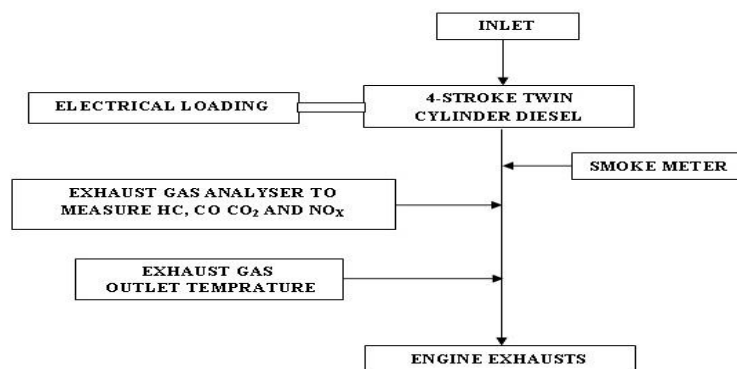 INLET
ELECTRICAL LOADING
4-STROKE TWIN
CYLINDER DIESEL
SMOKE METER
EXHAUST GAS ANALYSER TO
MEASURE HC, CO CO₂ AND NOₓ
EXHAUST GAS
OUTLET TEMPRATURE
ENGINE EXHAUSTS